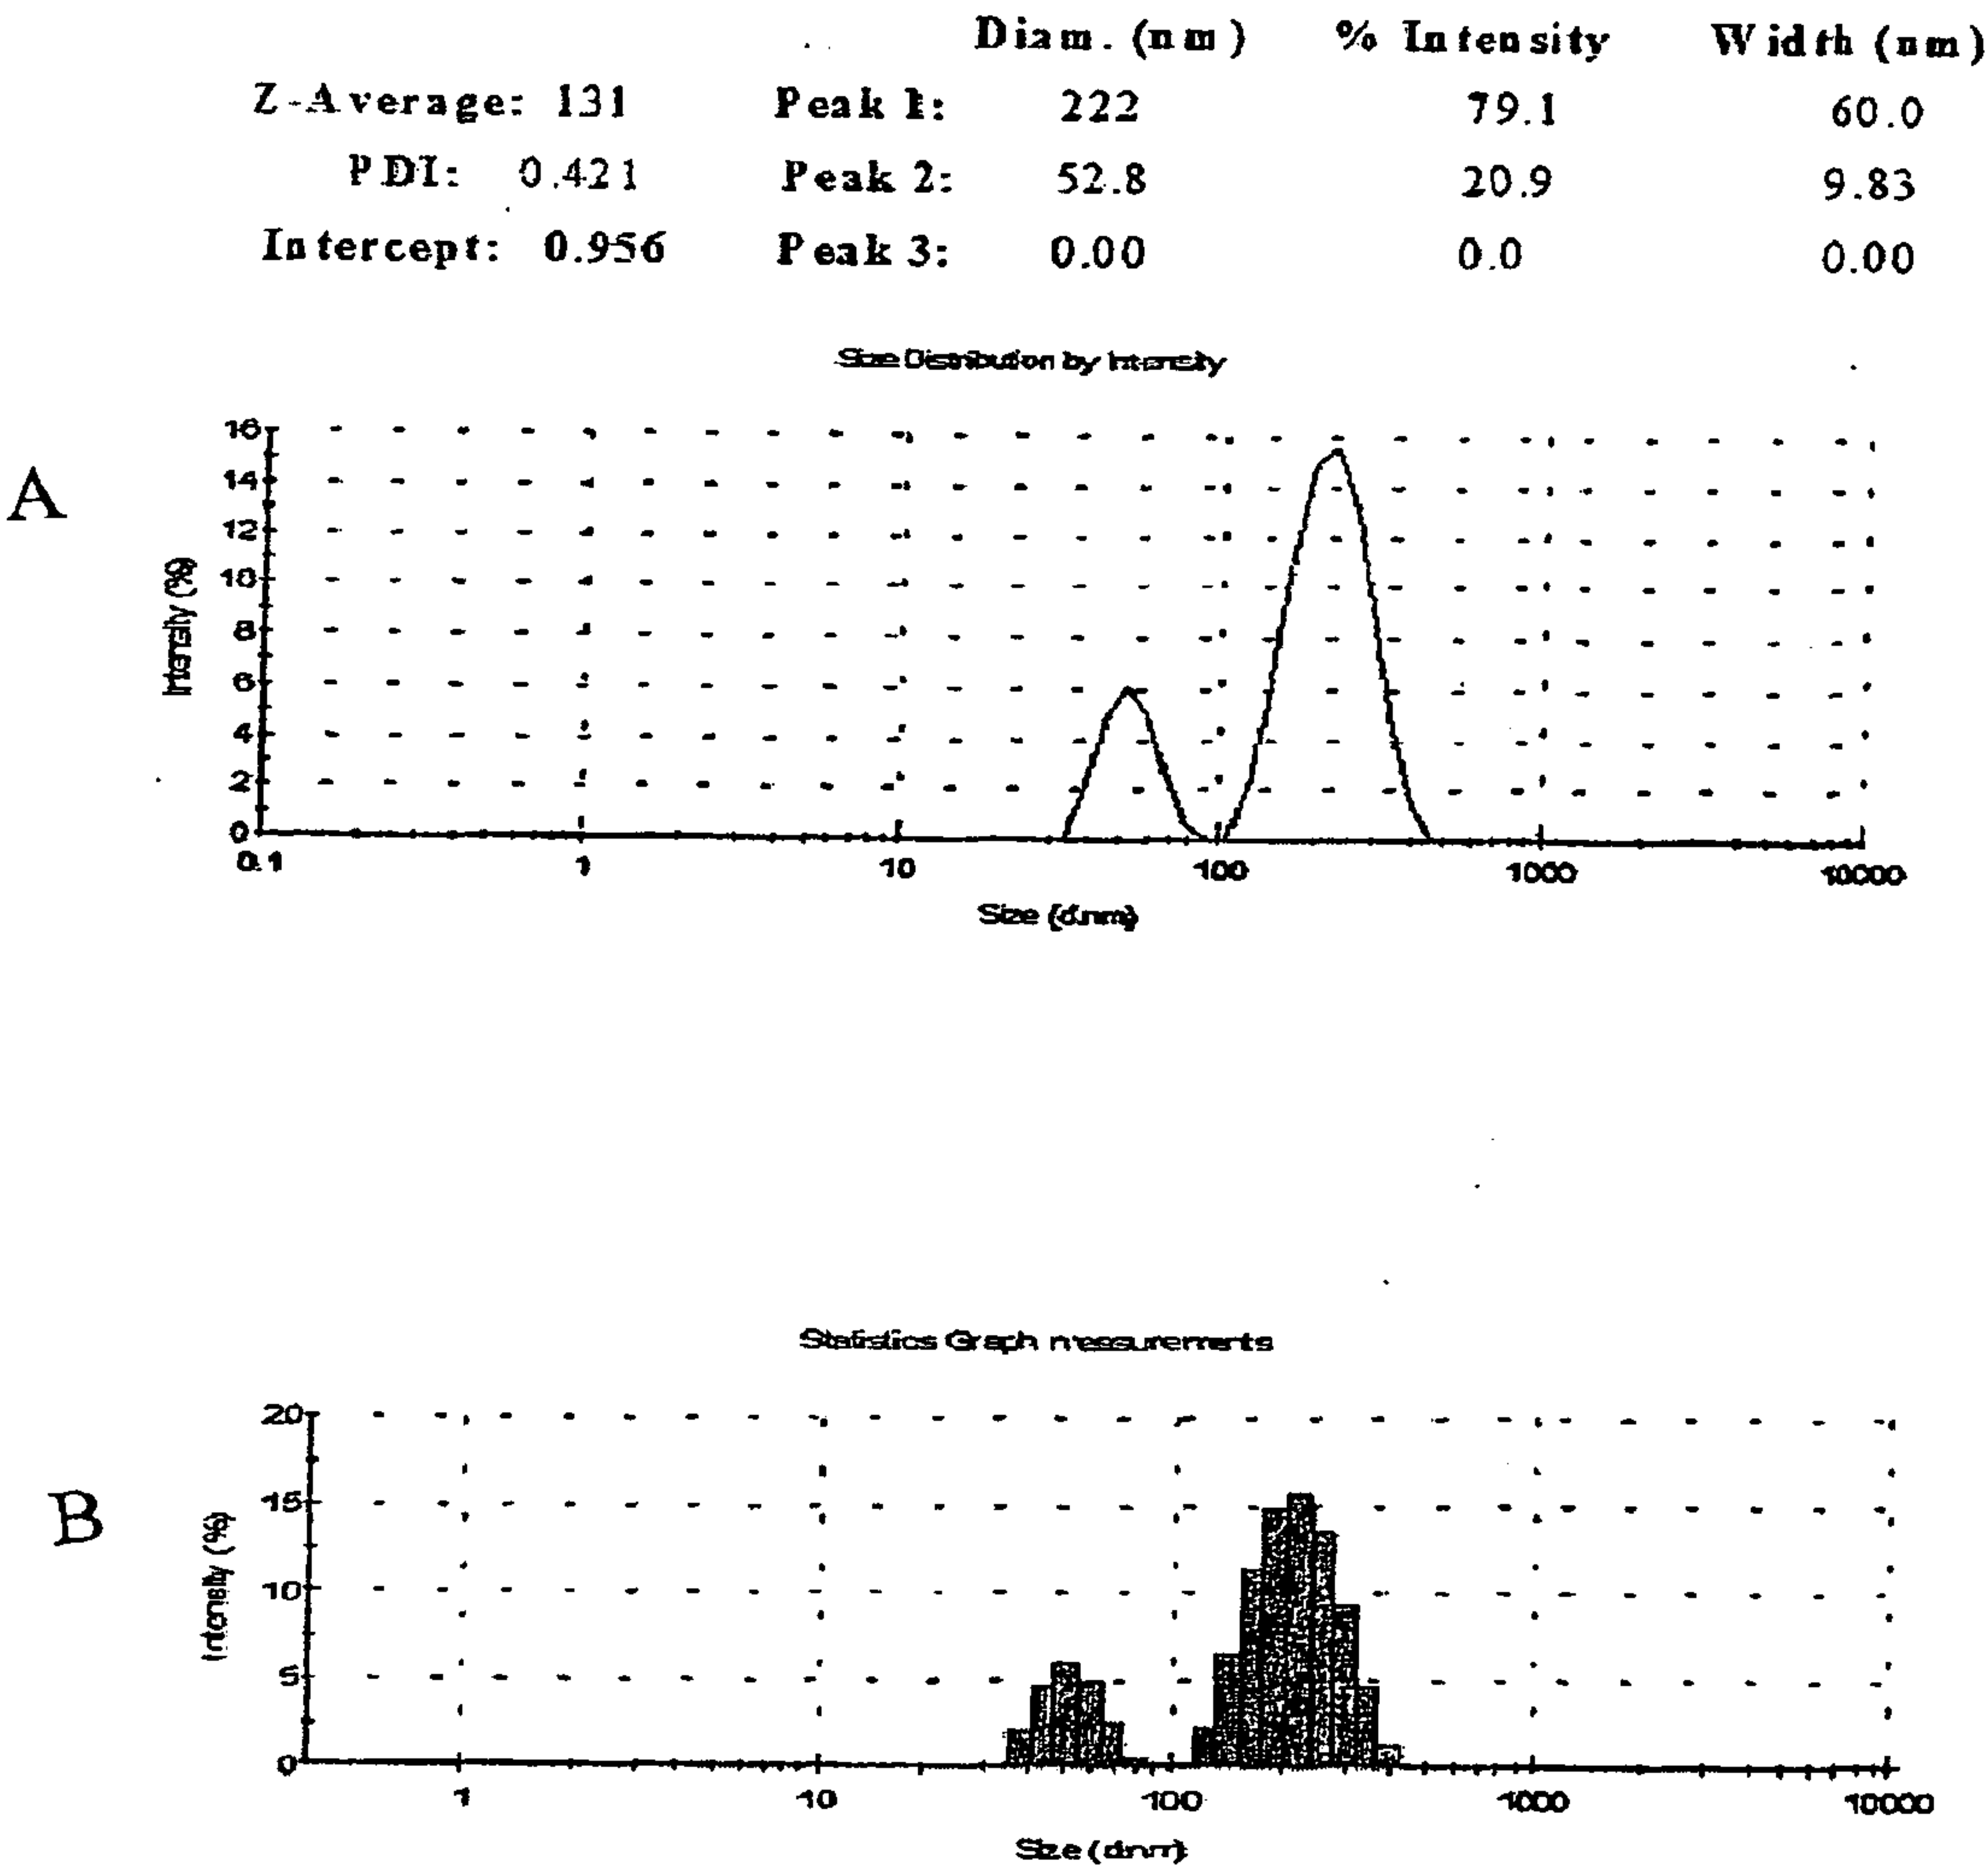 Diam. (nm) % Intensity Width (nm)
Z-Average: 131 Peak 1: 222 79.1 60.0
PDI: 0.421 Peak 2: 52.8 20.9 9.83
Intercept: 0.956 Peak 3: 0.00 0.0 0.00
Size Distribution by Intensity
A
Intensity (%)
16
14
12
10
8
6
4
2
0
0.1 1 10 100 1000 10000
Size (d.nm)
Statistics Graph measurements
B
Intensity (%)
20
15
10
5
0
1 10 100 1000 10000
Size (d.nm)